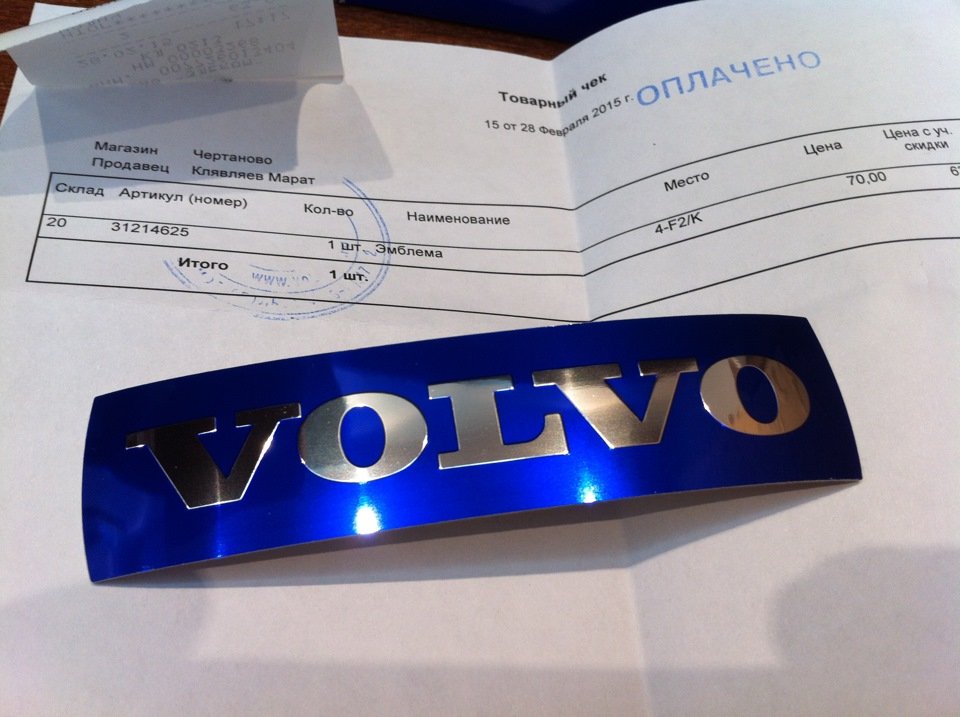 Товарный чек
15 от 28 Февраля 2015 г.
ОПЛАЧЕНО
Магазин Чертаново
Продавец Клявляев Марат
Склад Артикул (номер) Кол-во Наименование Место Цена Цена с уч. скидки
20 31214625 1 шт. Эмблема 4-F2/K 70,00
Итого 1 шт.
www.
VOLVO